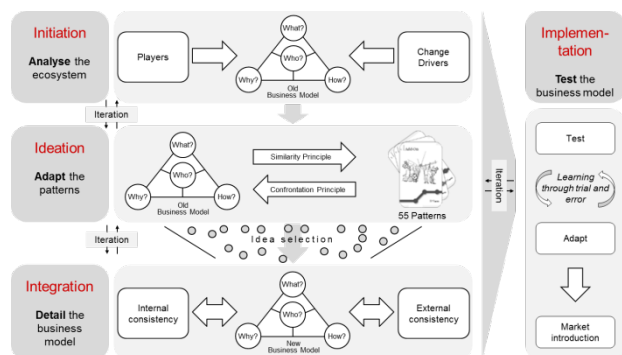 Initiation
Analyse the
ecosystem
Players
What?
Who?
Why?
How?
Old
Business Model
Change
Drivers
Iteration
Ideation
Adapt the
patterns
What?
Who?
Why?
How?
Old
Business Model
Similarity Principle
Confrontation Principle
55 Patterns
Iteration
Idea selection
Integration
Detail the
business
model
Internal
consistency
What?
Who?
Why?
How?
New
Business Model
External
consistency
Iteration
Implemen-
tation
Test the
business model
Test
Learning
through trial and
error
Adapt
Market
introduction